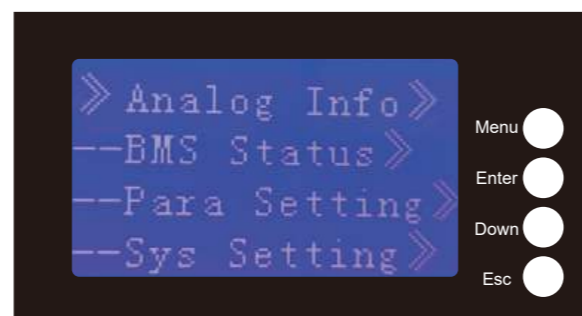 》Analog Info》
--BMS Status》
--Para Setting》
--Sys Setting》
Menu
Enter
Down
Esc